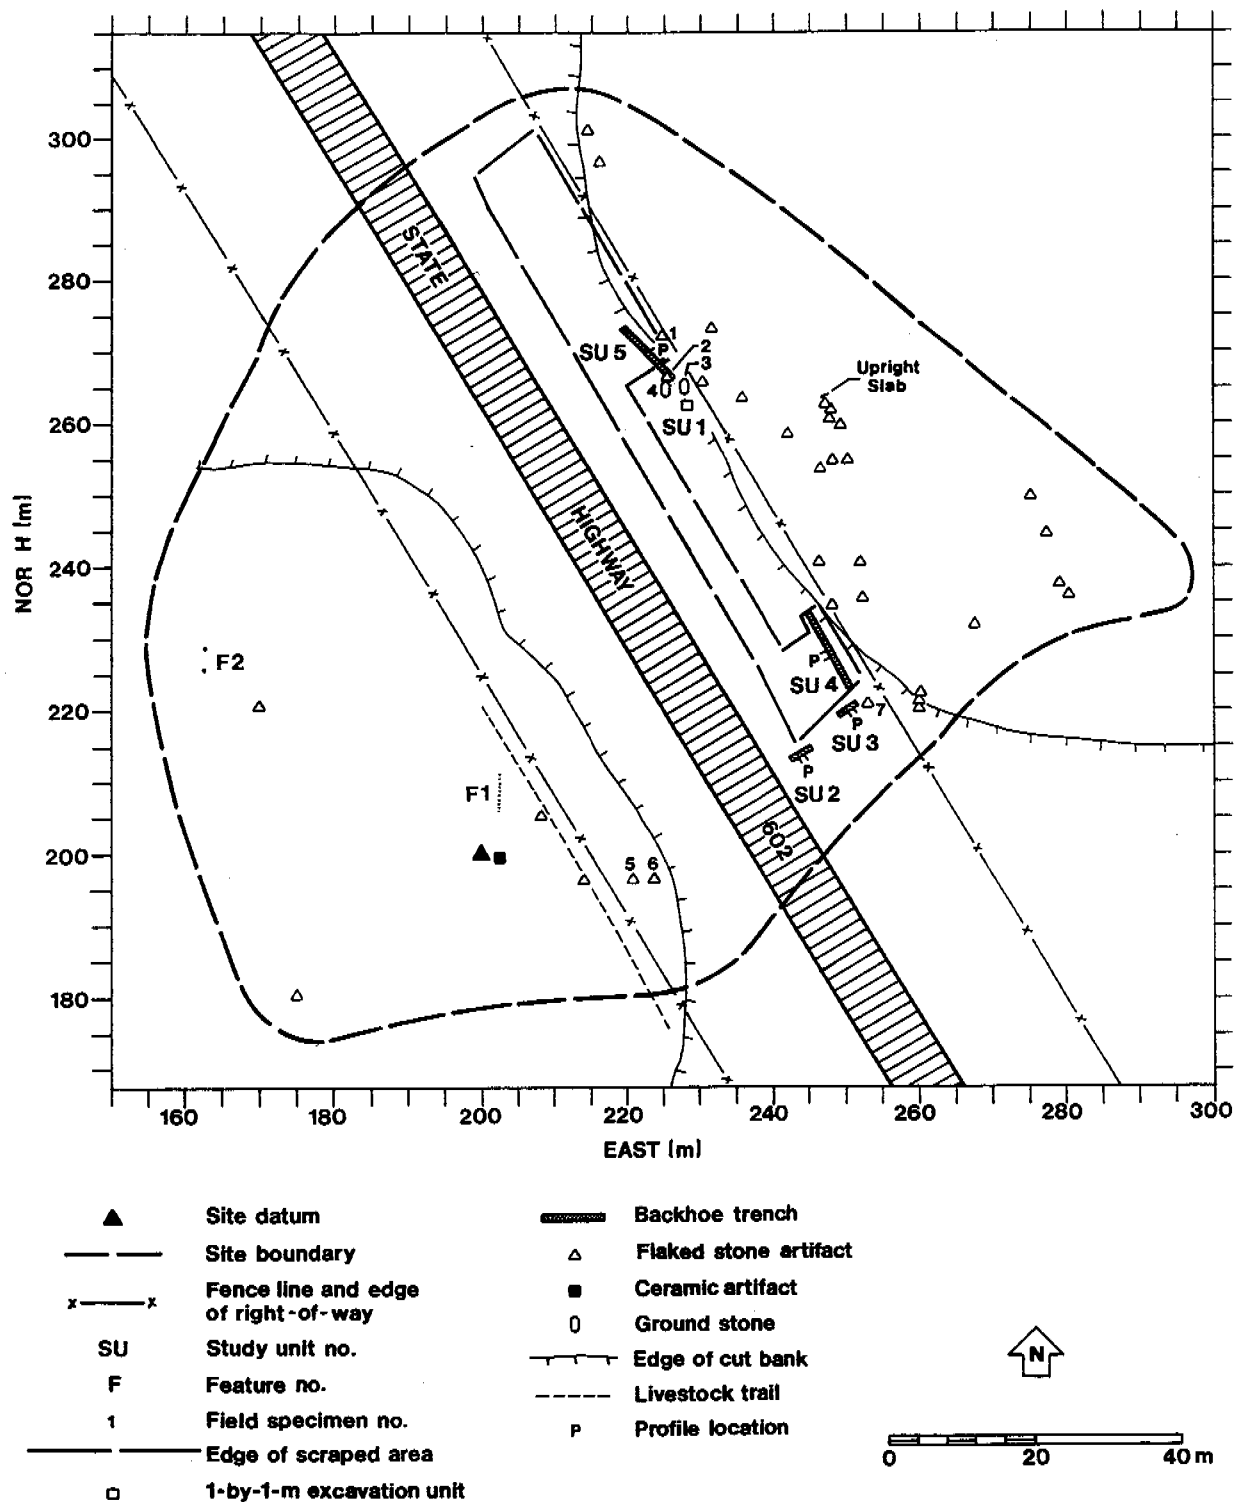 300
280
260
240
220
200
180
NOR H (m)
160
180
200
220
240
260
280
300
EAST (m)
STATE
HIGHWAY
602
SU 5
1
P
2
3
4
SU 1
Upright
Slab
F2
P
SU 4
7
P
SU 3
P
SU 2
F1
5 6
Site datum
Site boundary
x x Fence line and edge
of right-of-way
SU Study unit no.
F Feature no.
1 Field specimen no.
Edge of scraped area
1-by-1-m excavation unit
Backhoe trench
Flaked stone artifact
Ceramic artifact
Ground stone
Edge of cut bank
Livestock trail
P Profile location
N
0 20 40 m